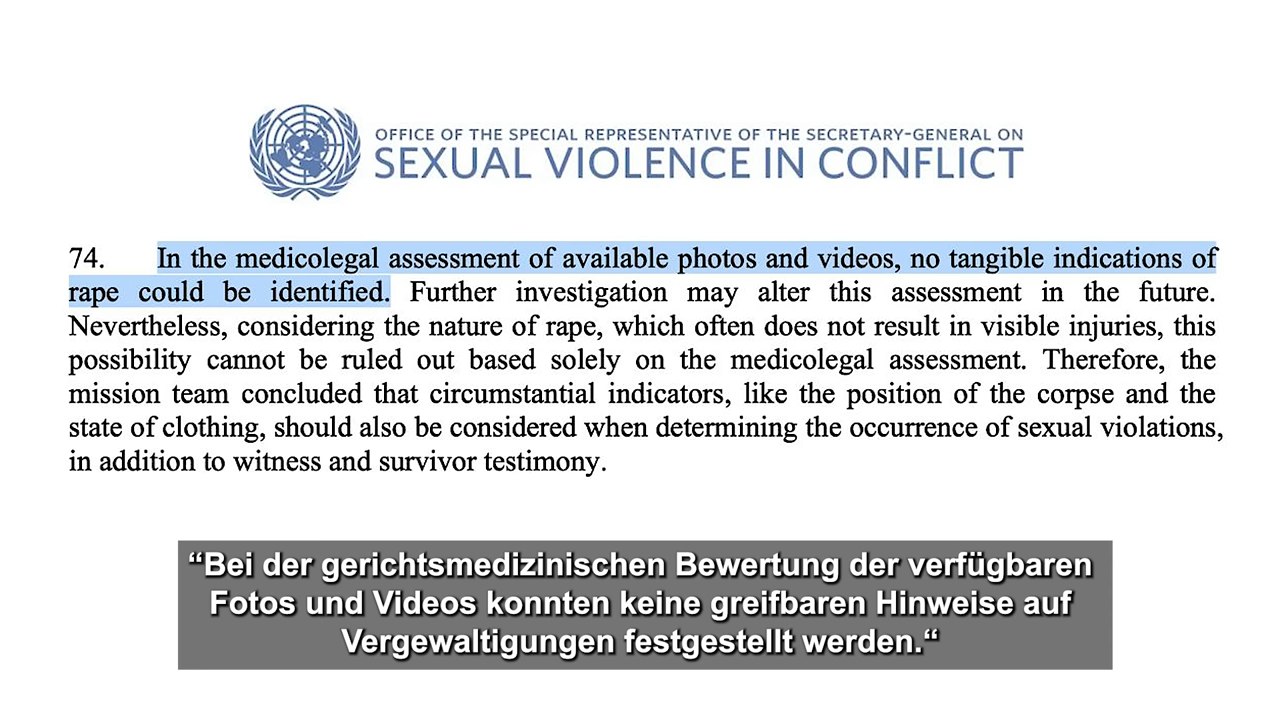 OFFICE OF THE SPECIAL REPRESENTATIVE OF THE SECRETARY-GENERAL ON
SEXUAL VIOLENCE IN CONFLICT
74. In the medicolegal assessment of available photos and videos, no tangible indications of
rape could be identified. Further investigation may alter this assessment in the future.
Nevertheless, considering the nature of rape, which often does not result in visible injuries, this
possibility cannot be ruled out based solely on the medicolegal assessment. Therefore, the
mission team concluded that circumstantial indicators, like the position of the corpse and the
state of clothing, should also be considered when determining the occurrence of sexual violations,
in addition to witness and survivor testimony.
“Bei der gerichtsmedizinischen Bewertung der verfügbaren
Fotos und Videos konnten keine greifbaren Hinweise auf
Vergewaltigungen festgestellt werden.“